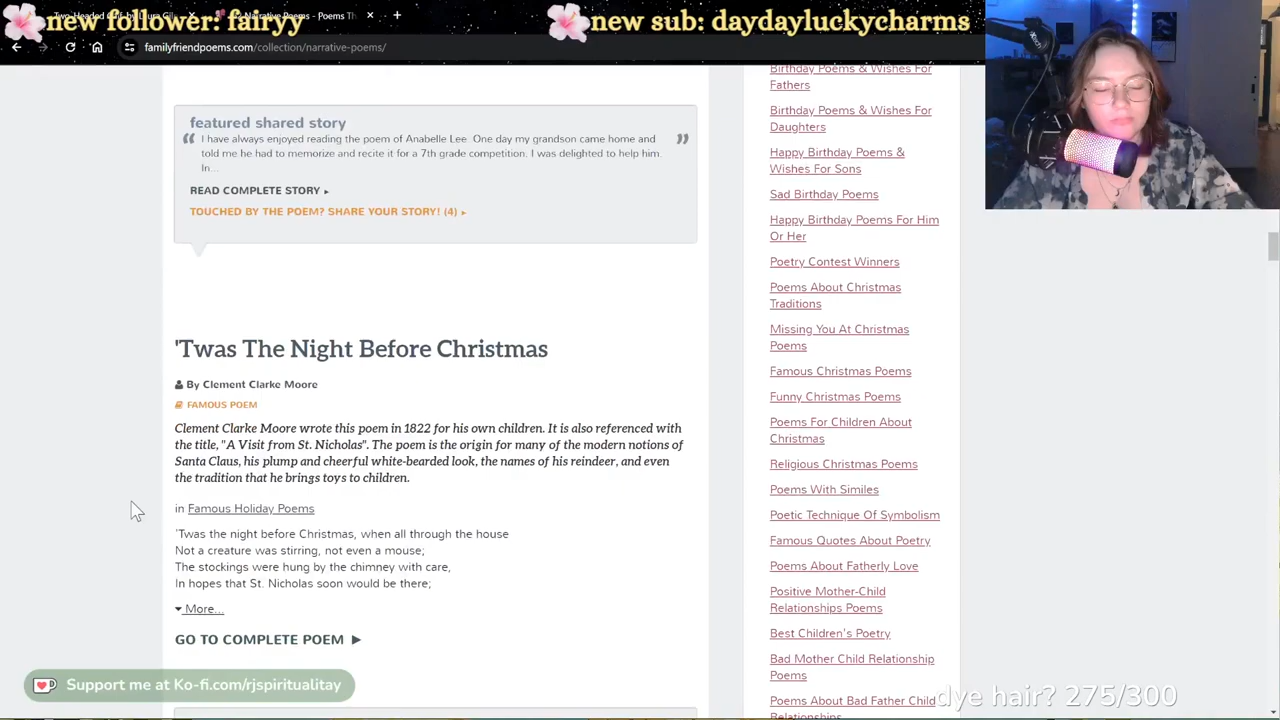 new follower: fairyy
new sub: daydayluckycharms
Narrative Poems - Poems Th
familyfriendpoems.com/collection/narrative-poems/
featured shared story
“ I have always enjoyed reading the poem of Anabelle Lee. One day my grandson came home and ”
told me he had to memorize and recite it for a 7th grade competition. I was delighted to help him.
In...
READ COMPLETE STORY ▸
TOUCHED BY THE POEM? SHARE YOUR STORY! (4) ▸
'Twas The Night Before Christmas
By Clement Clarke Moore
FAMOUS POEM
Clement Clarke Moore wrote this poem in 1822 for his own children. It is also referenced with
the title, "A Visit from St. Nicholas". The poem is the origin for many of the modern notions of
Santa Claus, his plump and cheerful white-bearded look, the names of his reindeer, and even
the tradition that he brings toys to children.
in Famous Holiday Poems
'Twas the night before Christmas, when all through the house
Not a creature was stirring, not even a mouse;
The stockings were hung by the chimney with care,
In hopes that St. Nicholas soon would be there;
More...
GO TO COMPLETE POEM ▶
Support me at Ko-fi.com/rjspiritualitay
Birthday Poems & Wishes For
Fathers
Birthday Poems & Wishes For
Daughters
Happy Birthday Poems &
Wishes For Sons
Sad Birthday Poems
Happy Birthday Poems For Him
Or Her
Poetry Contest Winners
Poems About Christmas
Traditions
Missing You At Christmas
Poems
Famous Christmas Poems
Funny Christmas Poems
Poems For Children About
Christmas
Religious Christmas Poems
Poems With Similes
Poetic Technique Of Symbolism
Famous Quotes About Poetry
Poems About Fatherly Love
Positive Mother-Child
Relationships Poems
Best Children's Poetry
Bad Mother Child Relationship
Poems
Poems About Bad Father Child
Relationships
dye hair? 275/300